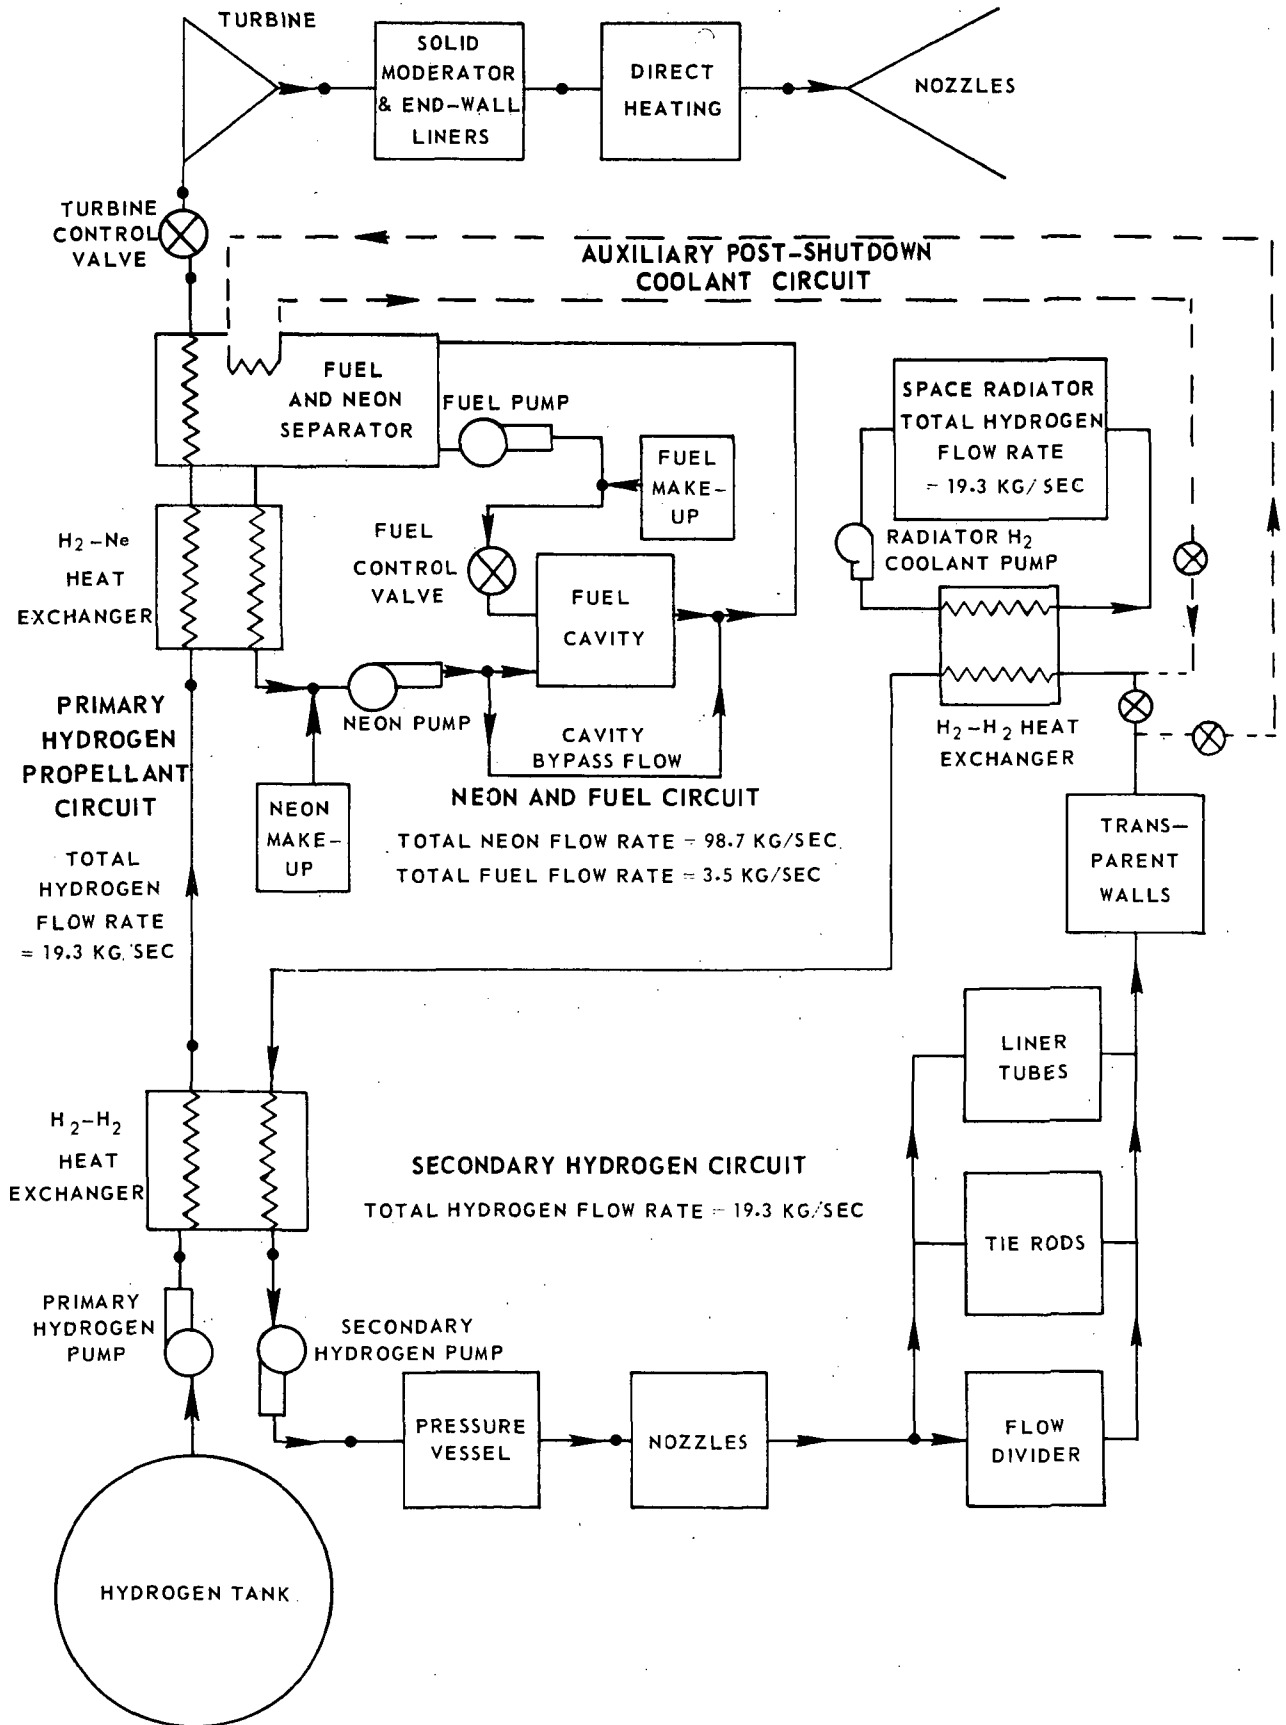 TURBINE
SOLID
MODERATOR
& END-WALL
LINERS
DIRECT
HEATING
NOZZLES
TURBINE
CONTROL
VALVE
AUXILIARY POST-SHUTDOWN
COOLANT CIRCUIT
FUEL
AND NEON
SEPARATOR
FUEL PUMP
FUEL
MAKE-
UP
SPACE RADIATOR
TOTAL HYDROGEN
FLOW RATE
= 19.3 KG/SEC
H2-Ne
HEAT
EXCHANGER
FUEL
CONTROL
VALVE
FUEL
CAVITY
RADIATOR H2
COOLANT PUMP
NEON PUMP
CAVITY
BYPASS FLOW
H2-H2 HEAT
EXCHANGER
PRIMARY
HYDROGEN
PROPELLANT
CIRCUIT
TOTAL
HYDROGEN
FLOW RATE
= 19.3 KG/SEC
NEON
MAKE-
UP
NEON AND FUEL CIRCUIT
TOTAL NEON FLOW RATE = 98.7 KG/SEC
TOTAL FUEL FLOW RATE = 3.5 KG/SEC
TRANS-
PARENT
WALLS
LINER
TUBES
H2-H2
HEAT
EXCHANGER
SECONDARY HYDROGEN CIRCUIT
TOTAL HYDROGEN FLOW RATE = 19.3 KG/SEC
TIE RODS
PRIMARY
HYDROGEN
PUMP
SECONDARY
HYDROGEN PUMP
PRESSURE
VESSEL
NOZZLES
FLOW
DIVIDER
HYDROGEN TANK